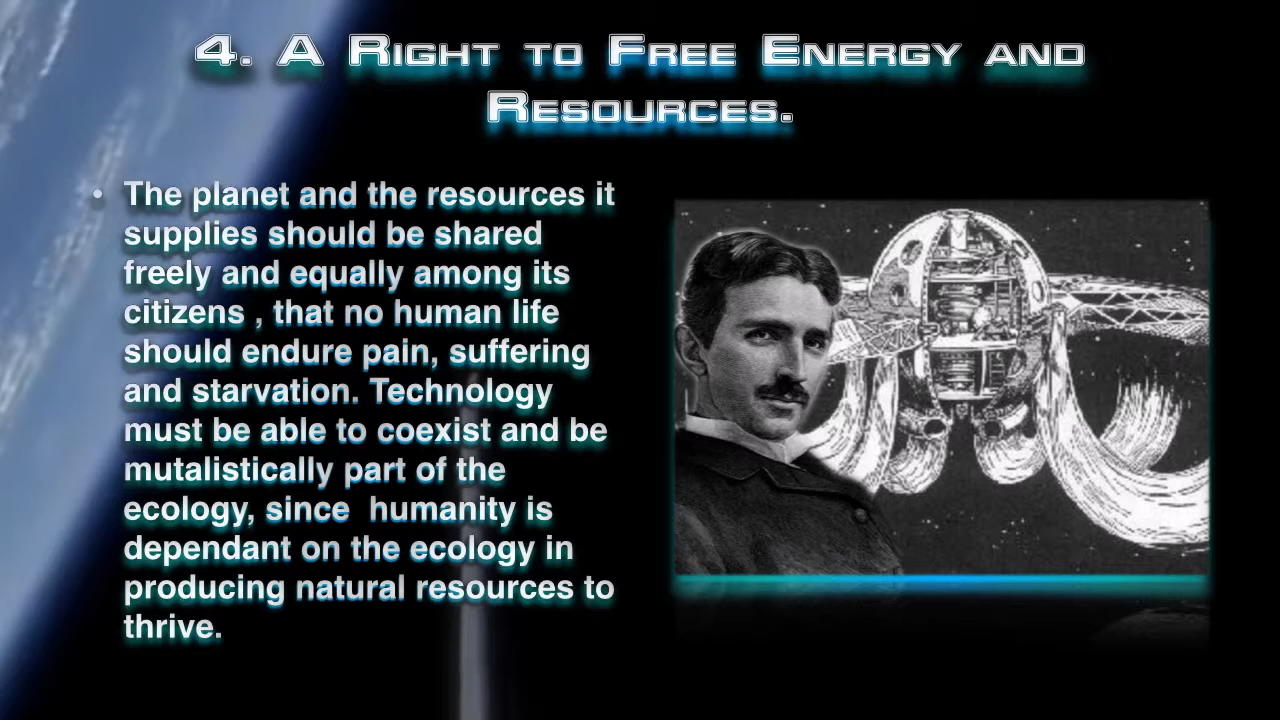 4. A Right to Free Energy and
Resources.
• The planet and the resources it
supplies should be shared
freely and equally among its
citizens , that no human life
should endure pain, suffering
and starvation. Technology
must be able to coexist and be
mutalistically part of the
ecology, since  humanity is
dependant on the ecology in
producing natural resources to
thrive.